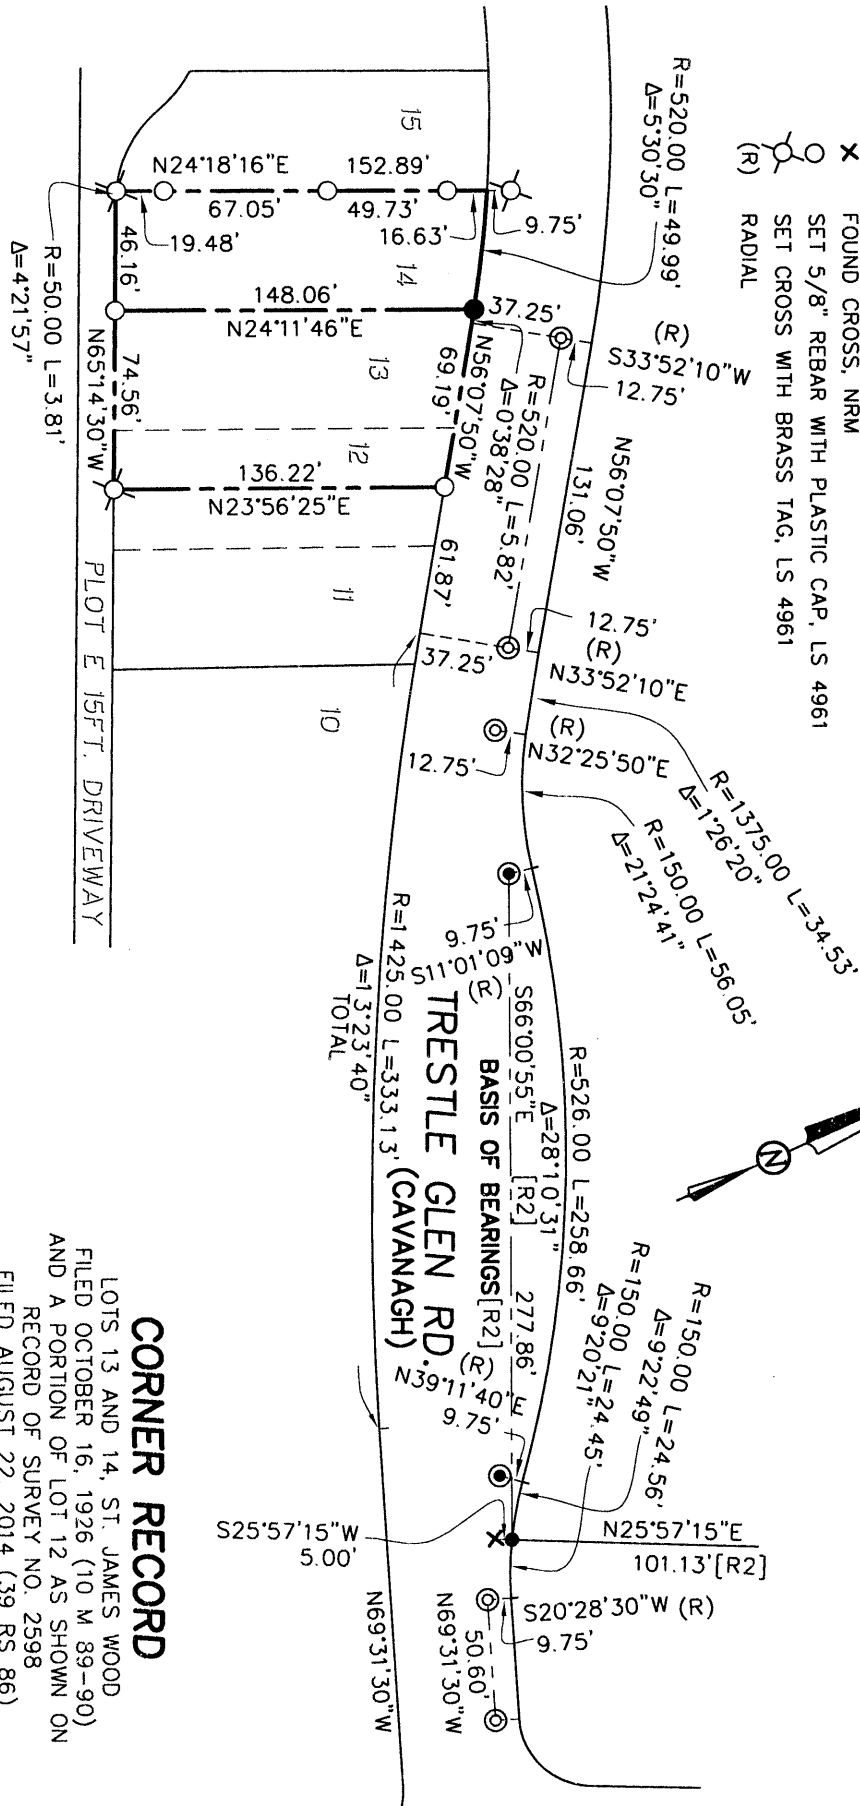 × FOUND CROSS, NRM
SET 5/8" REBAR WITH PLASTIC CAP, LS 4961
SET CROSS WITH BRASS TAG, LS 4961
(R) RADIAL
R=520.00 L=49.99'
Δ=5°30'30"
15
N24°18'16"E
152.89'
67.05'
49.73'
16.63'
9.75'
19.48'
46.16'
14
148.06'
N24°11'46"E
37.25'
(R)
S33°52'10"W
12.75'
R=50.00 L=3.81'
Δ=4°21'57"
N65°14'30"W
74.56'
13
N56°07'50"W
69.19'
R=520.00 L=5.82'
Δ=0°38'28"
N56°07'50"W
131.06'
12
136.22'
N23°56'25"E
61.87'
11
12.75'
(R)
N33°52'10"E
37.25'
10
(R)
N32°25'50"E
12.75'
PLOT E 15FT. DRIVEWAY
R=1375.00 L=34.53'
Δ=1°26'20"
R=150.00 L=56.05'
Δ=21°24'41"
9.75'
S11°01'09"W
(R)
R=1425.00 L=333.13'
Δ=13°23'40"
TOTAL
TRESTLE GLEN RD.
(CAVANAGH)
S66°00'55"E [R2] 277.86'
BASIS OF BEARINGS[R2]
R=526.00 L=258.66'
Δ=28°10'31"
N
(R)
N39°11'40"E
9.75'
R=150.00 L=24.56'
Δ=9°22'49"
R=150.00 L=24.45'
Δ=9°20'21"
S25°57'15"W
5.00'
N25°57'15"E
101.13'[R2]
S20°28'30"W (R)
9.75'
N69°31'30"W
50.60'
N69°31'30"W
CORNER RECORD
LOTS 13 AND 14, ST. JAMES WOOD
FILED OCTOBER 16, 1926 (10 M 89-90)
AND A PORTION OF LOT 12 AS SHOWN ON
RECORD OF SURVEY NO. 2598
FILED AUGUST 22, 2014 (39 RS 86)